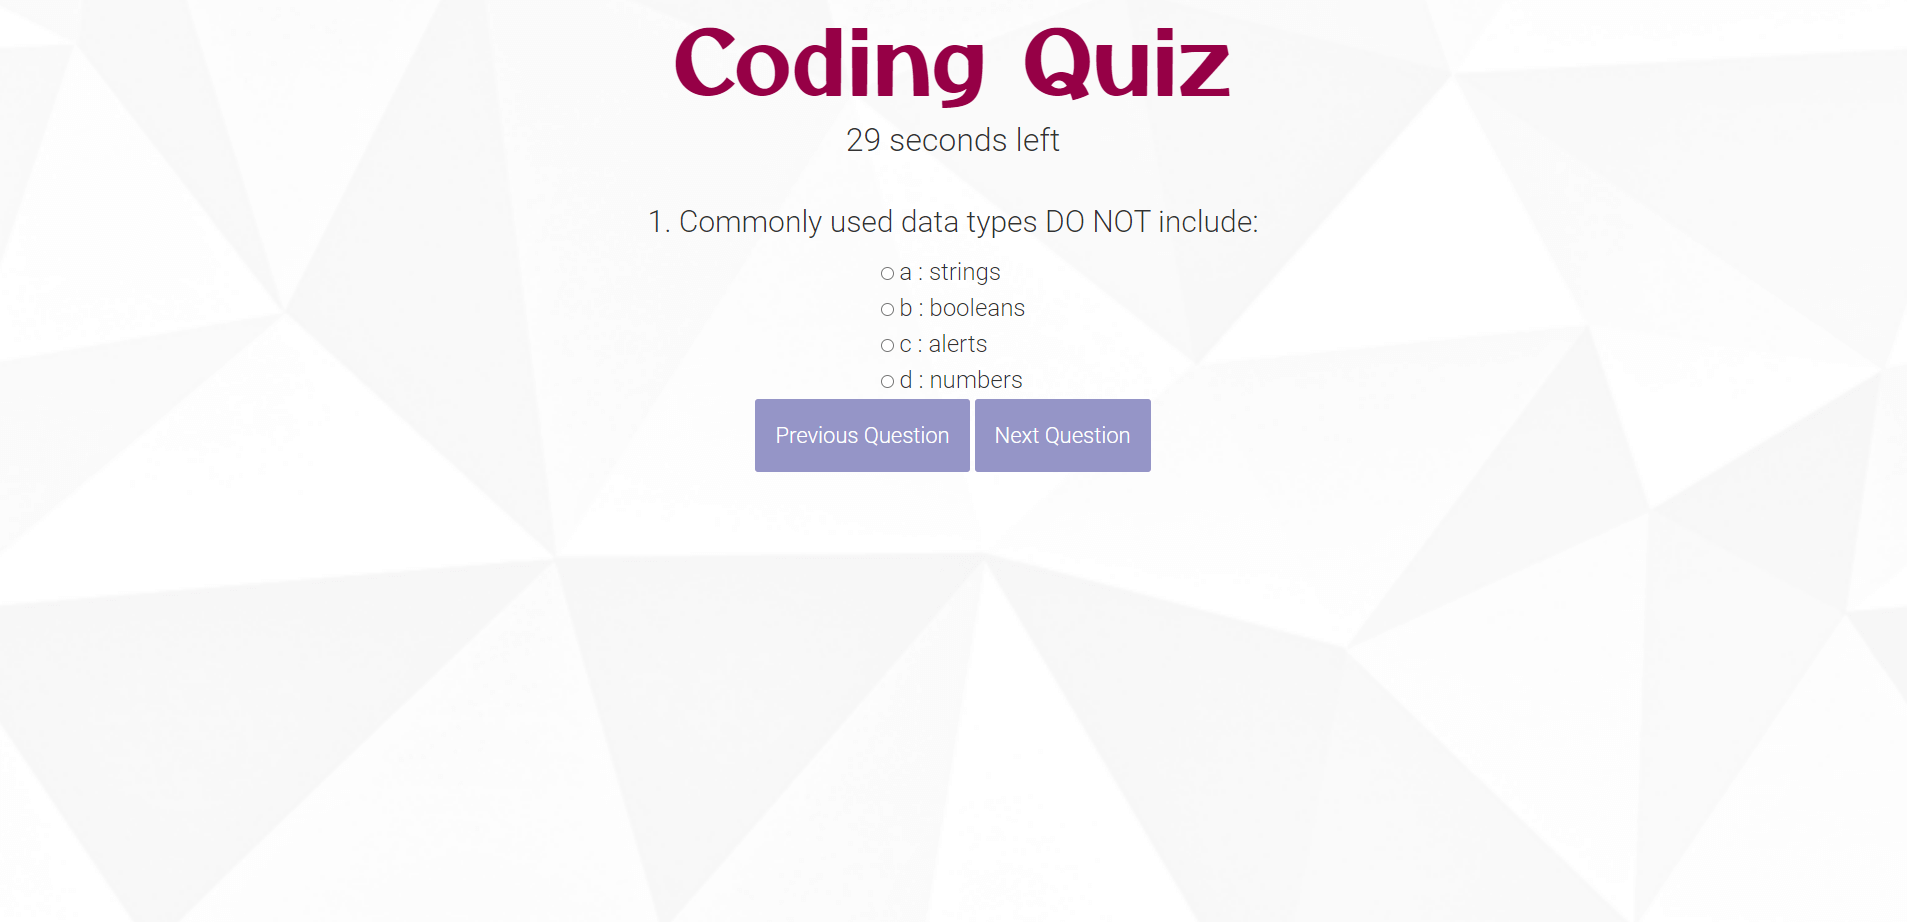 Coding Quiz
29 seconds left
1. Commonly used data types DO NOT include:
a : strings
b : booleans
c : alerts
d : numbers
Previous Question Next Question